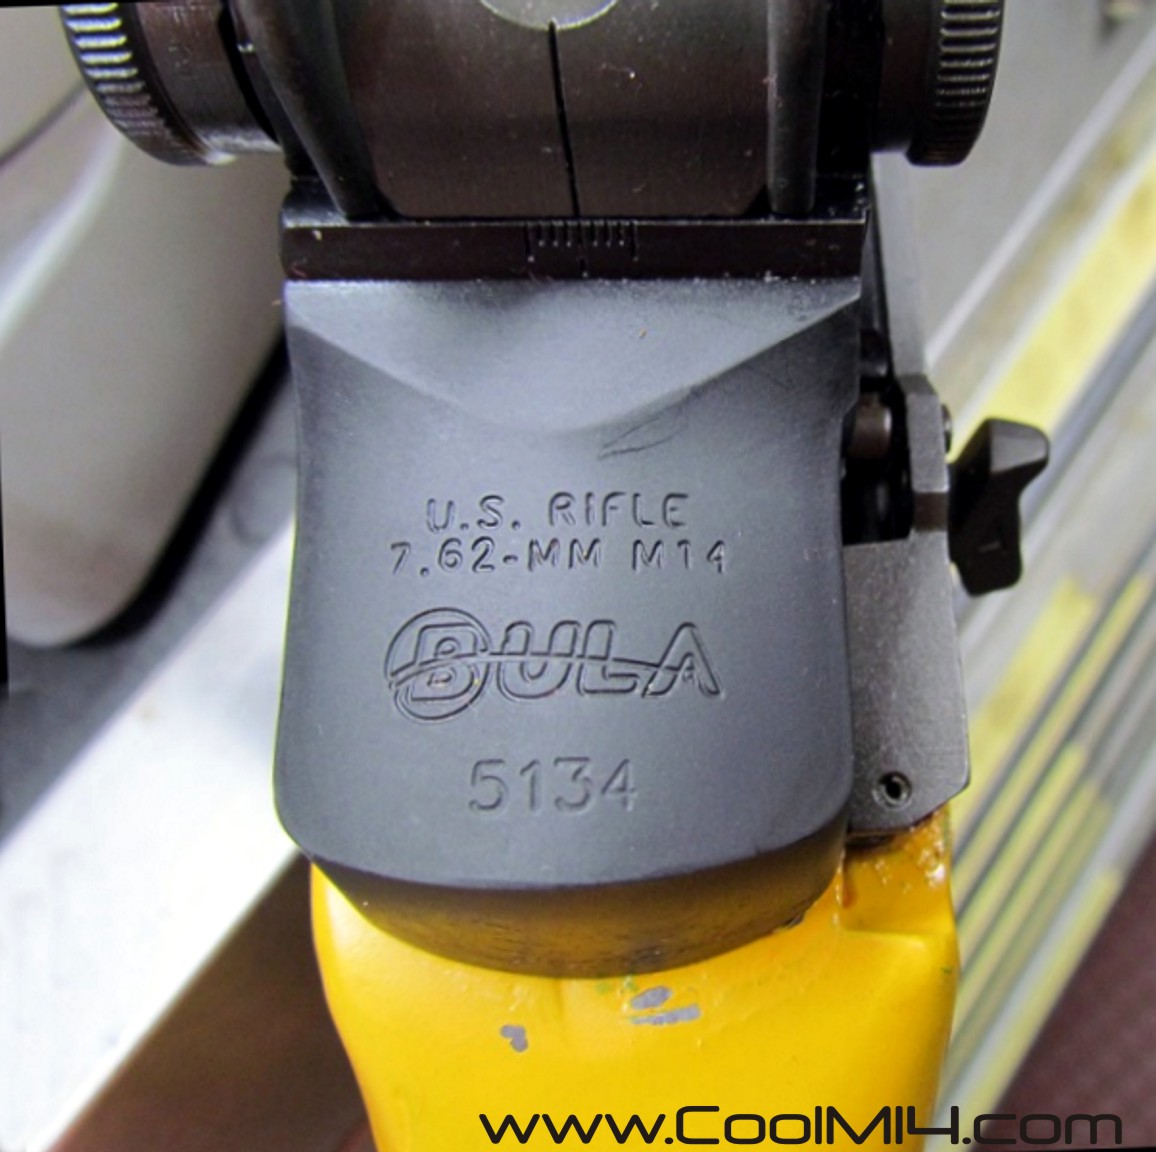 U.S. RIFLE
7.62-MM M14
BULA
5134
www.CoolM14.com